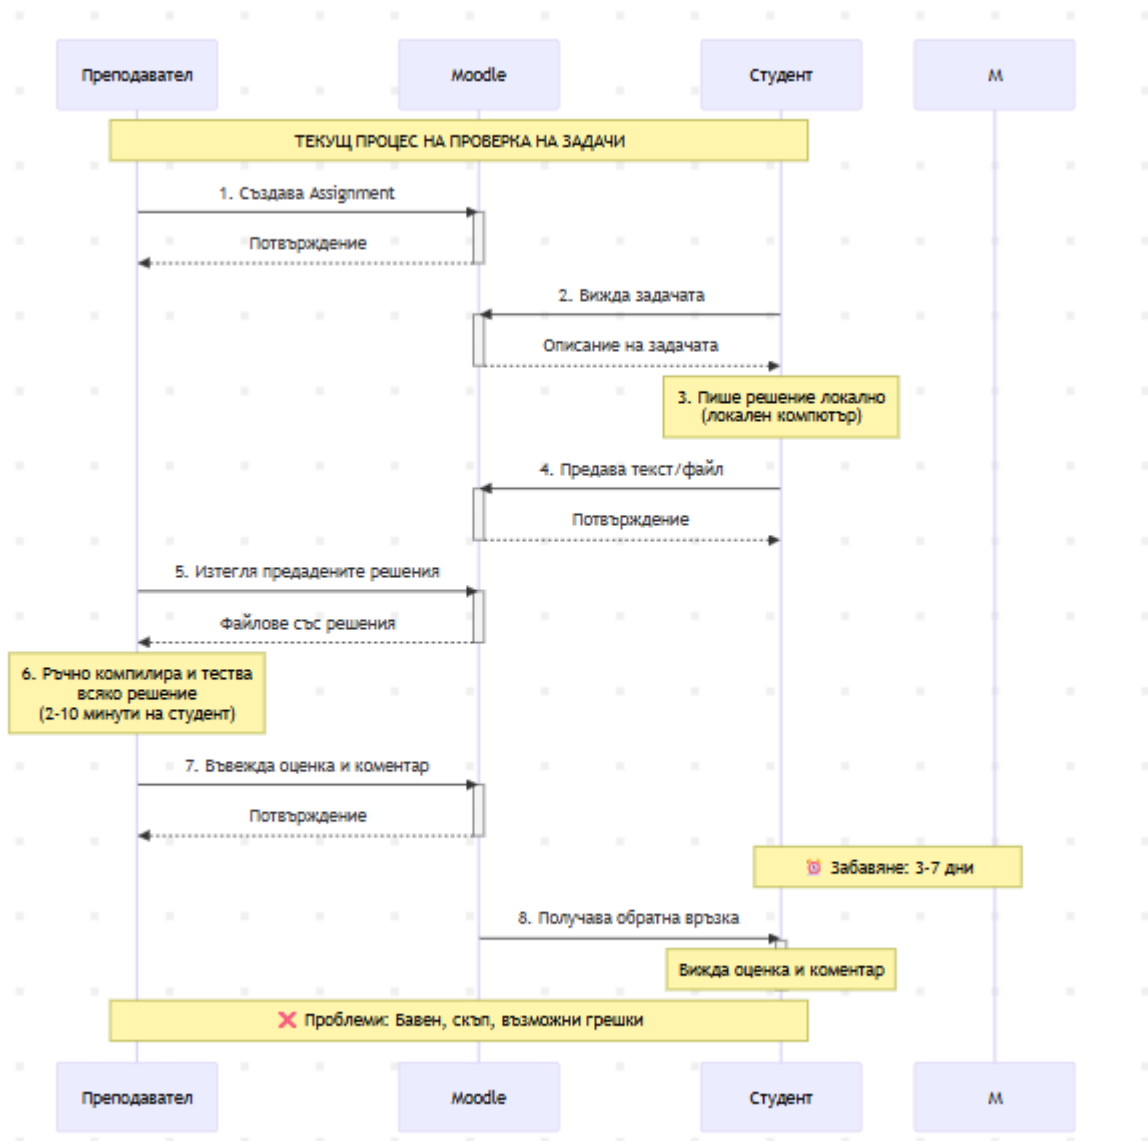 Преподавател
Moodle
Студент
M
ТЕКУЩ ПРОЦЕС НА ПРОВЕРКА НА ЗАДАЧИ
1. Създава Assignment
Потвърждение
2. Вижда задачата
Описание на задачата
3. Пише решение локално
(локален компютър)
4. Предава текст/файл
Потвърждение
5. Изтегля предадените решения
Файлове със решения
6. Ръчно компилира и тества
всяко решение
(2-10 минути на студент)
7. Въвежда оценка и коментар
Потвърждение
⏰ Забавяне: 3-7 дни
8. Получава обратна връзка
Вижда оценка и коментар
❌ Проблеми: Бавен, скъп, възможни грешки
Преподавател
Moodle
Студент
M